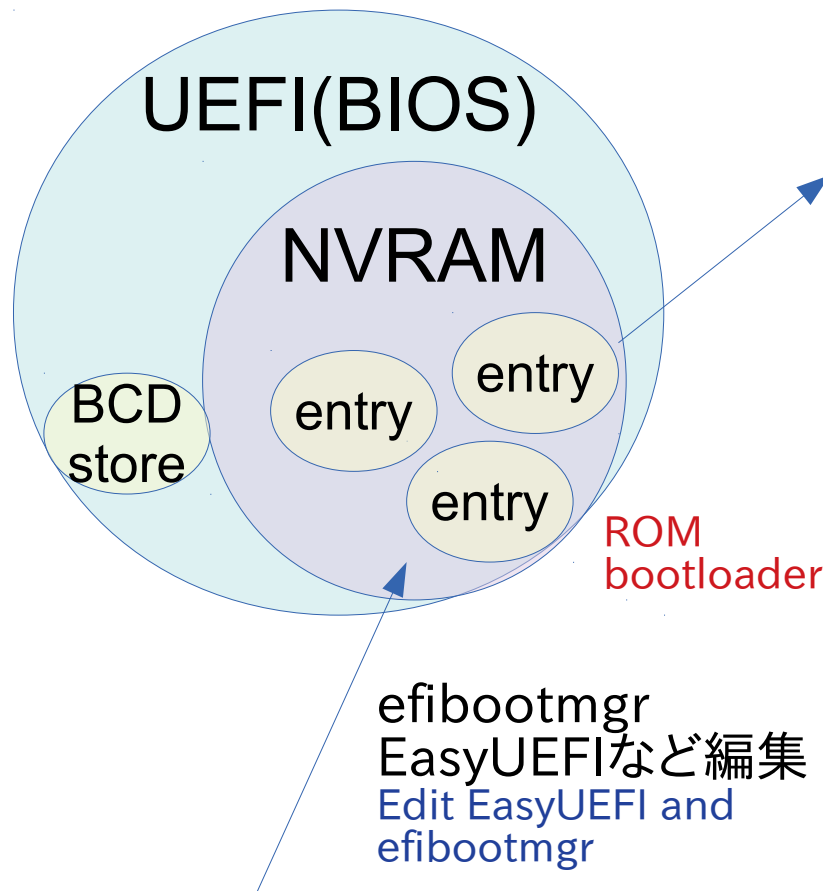 UEFI(BIOS)
NVRAM
entry
entry
BCD
store
entry
ROM
bootloader
efibootmgr
EasyUEFIなど編集
Edit EasyUEFI and
efibootmgr